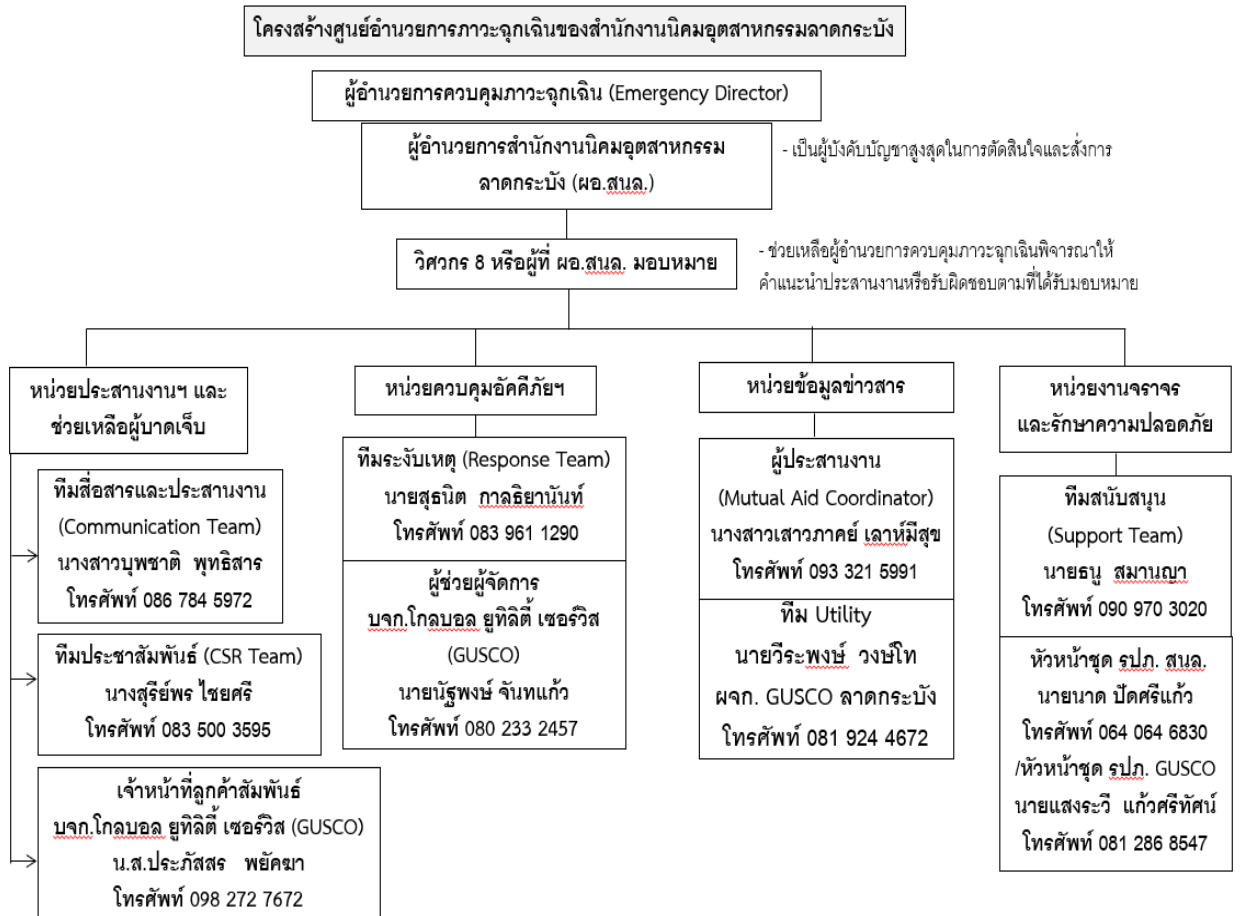 โครงสร้างศูนย์อำนวยการภาวะฉุกเฉินของสำนักงานนิคมอุตสาหกรรมลาดกระบัง
ผู้อำนวยการควบคุมภาวะฉุกเฉิน (Emergency Director)
ผู้อำนวยการสำนักงานนิคมอุตสาหกรรม
ลาดกระบัง (ผอ.สนล.)
- เป็นผู้บังคับบัญชาสูงสุดในการตัดสินใจและสั่งการ
วิศวกร 8 หรือผู้ที่ ผอ.สนล. มอบหมาย
- ช่วยเหลือผู้อำนวยการควบคุมภาวะฉุกเฉินพิจารณาให้
คำแนะนำประสานงานหรือรับผิดชอบตามที่ได้รับมอบหมาย
หน่วยประสานงานฯ และ
ช่วยเหลือผู้บาดเจ็บ
ทีมสื่อสารและประสานงาน
(Communication Team)
นางสาวบุพชาติ พุทธิสาร
โทรศัพท์ 086 784 5972
ทีมประชาสัมพันธ์ (CSR Team)
นางสุรีย์พร ไชยศรี
โทรศัพท์ 083 500 3595
เจ้าหน้าที่ลูกค้าสัมพันธ์
บจก.โกลบอล ยูทิลิตี้ เซอร์วิส (GUSCO)
น.ส.ประภัสสร พยัคฆา
โทรศัพท์ 098 272 7672
หน่วยควบคุมอัคคีภัยฯ
ทีมระงับเหตุ (Response Team)
นายสุธนิต กาลธิยานันท์
โทรศัพท์ 083 961 1290
ผู้ช่วยผู้จัดการ
บจก.โกลบอล ยูทิลิตี้ เซอร์วิส
(GUSCO)
นายนัฐพงษ์ จันทแก้ว
โทรศัพท์ 080 233 2457
หน่วยข้อมูลข่าวสาร
ผู้ประสานงาน
(Mutual Aid Coordinator)
นางสาวเสาวภาคย์ เลาห์มีสุข
โทรศัพท์ 093 321 5991
ทีม Utility
นายวีระพงษ์ วงษ์โท
ผจก. GUSCO ลาดกระบัง
โทรศัพท์ 081 924 4672
หน่วยงานจราจร
และรักษาความปลอดภัย
ทีมสนับสนุน
(Support Team)
นายธนู สมานญา
โทรศัพท์ 090 970 3020
หัวหน้าชุด รปภ. สนล.
นายนาด ปัดศรีแก้ว
โทรศัพท์ 064 064 6830
/หัวหน้าชุด รปภ. GUSCO
นายแสงระวี แก้วศรีทัศน์
โทรศัพท์ 081 286 8547